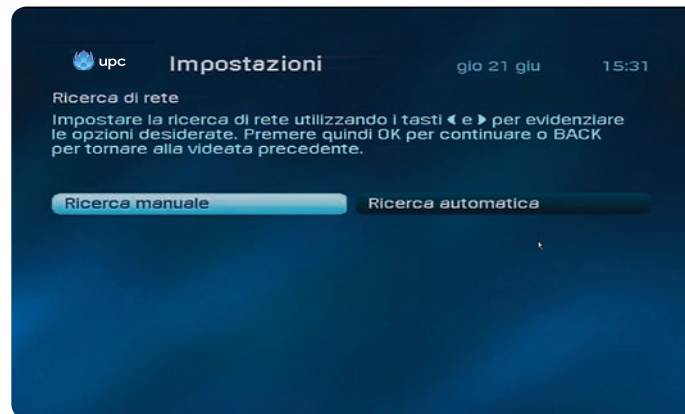 upc Impostazioni gio 21 giu 15:31
Ricerca di rete
Impostare la ricerca di rete utilizzando i tasti ◀ e ▶ per evidenziare
le opzioni desiderate. Premere quindi OK per continuare o BACK
per tornare alla videata precedente.
Ricerca manuale Ricerca automatica